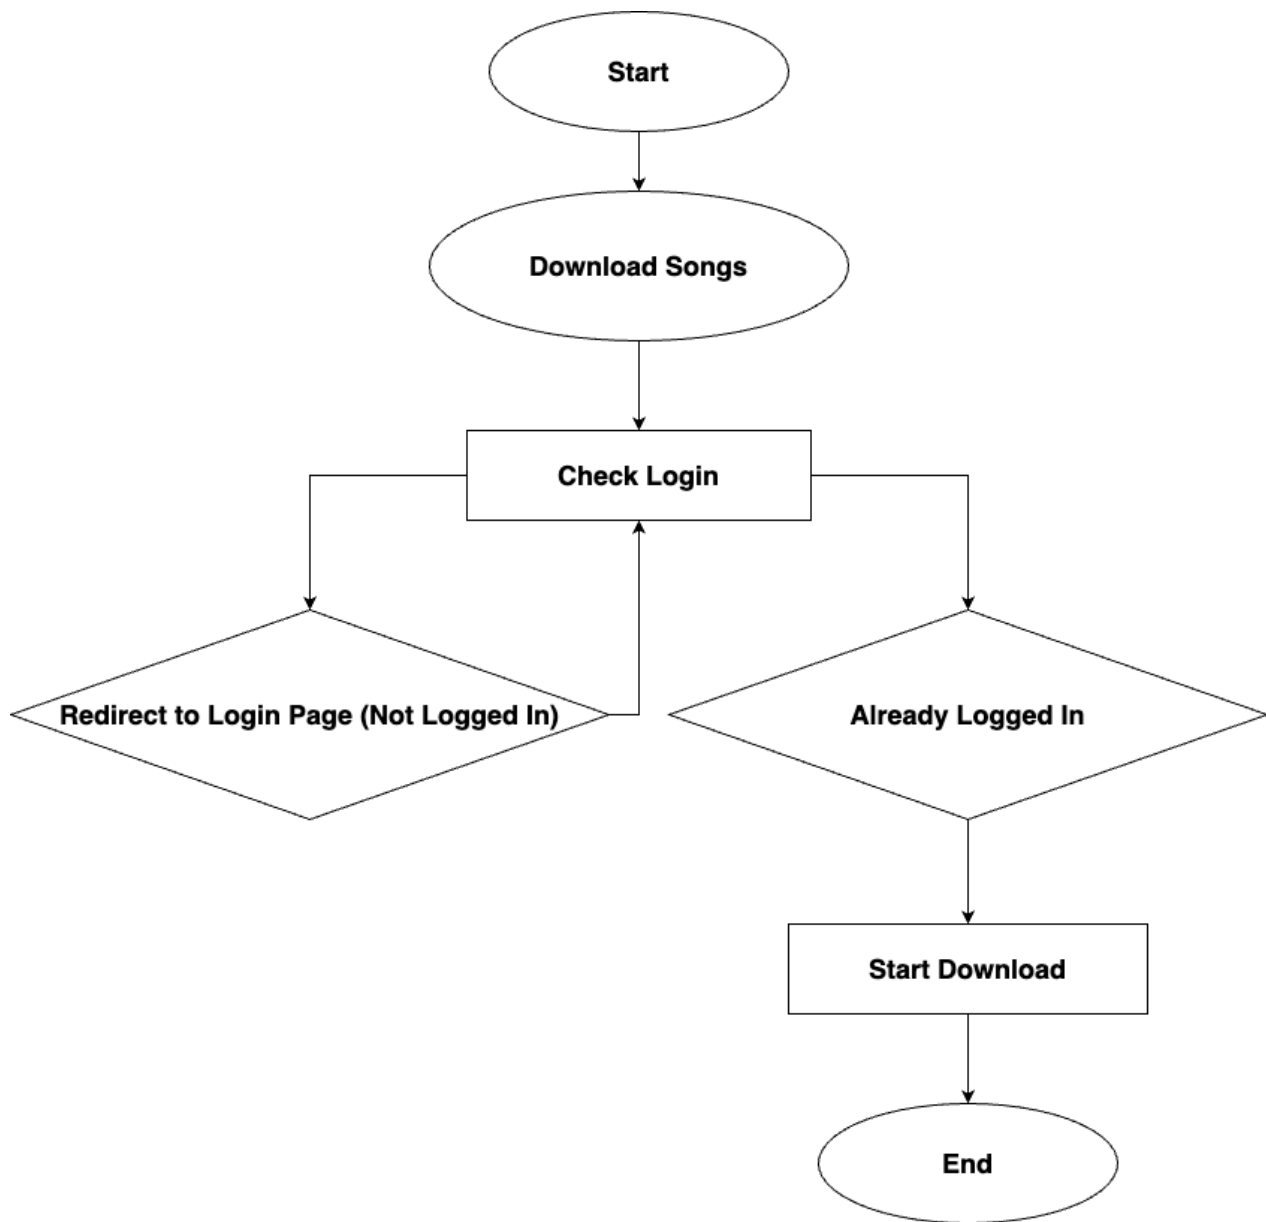 Start
Download Songs
Check Login
Redirect to Login Page (Not Logged In)
Already Logged In
Start Download
End